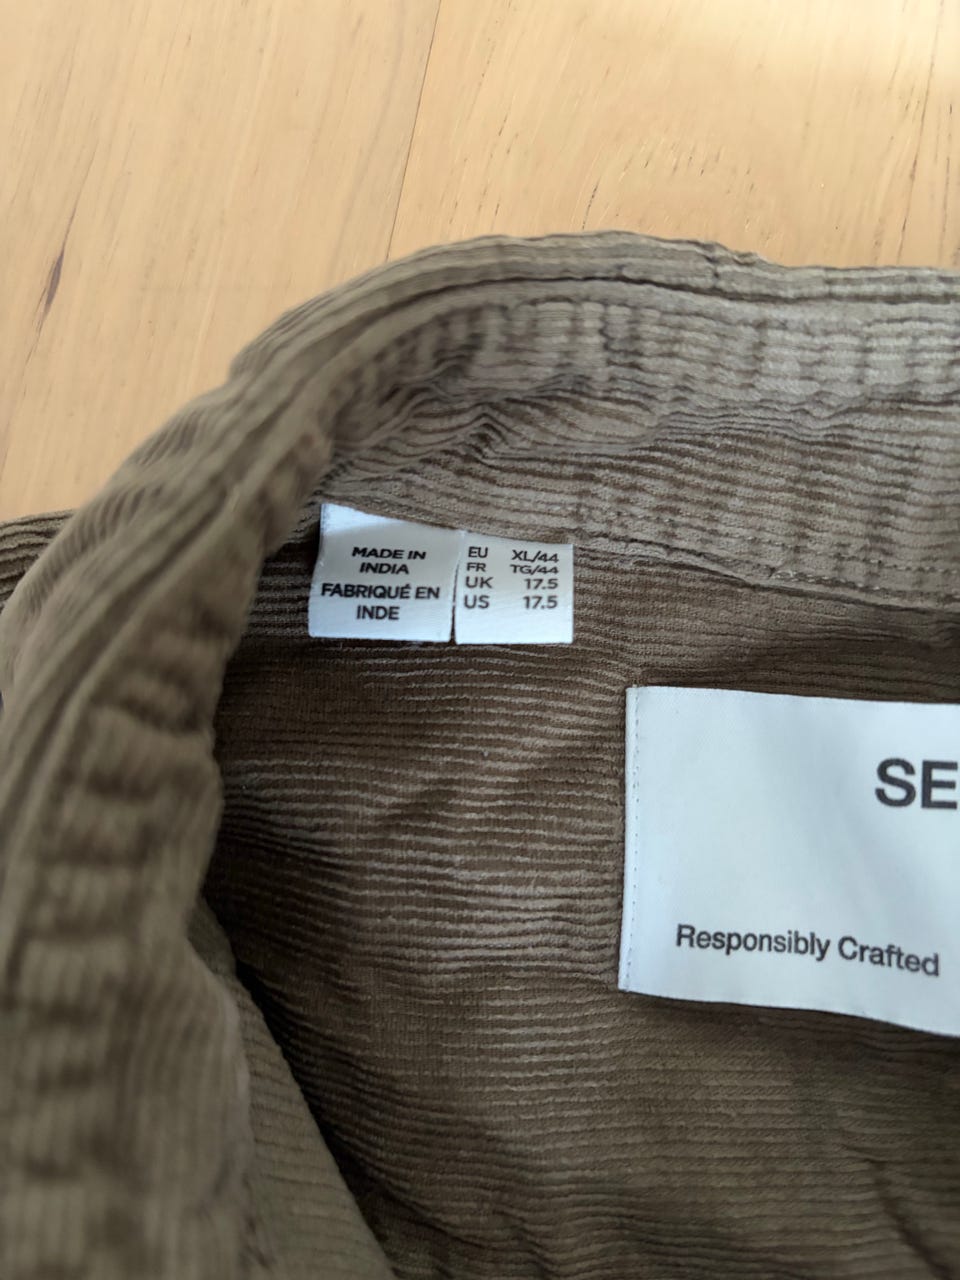 MADE IN
INDIA
FABRIQUÉ EN
INDE
EU XL/44
FR TG/44
UK 17.5
US 17.5
SE
Responsibly Crafted